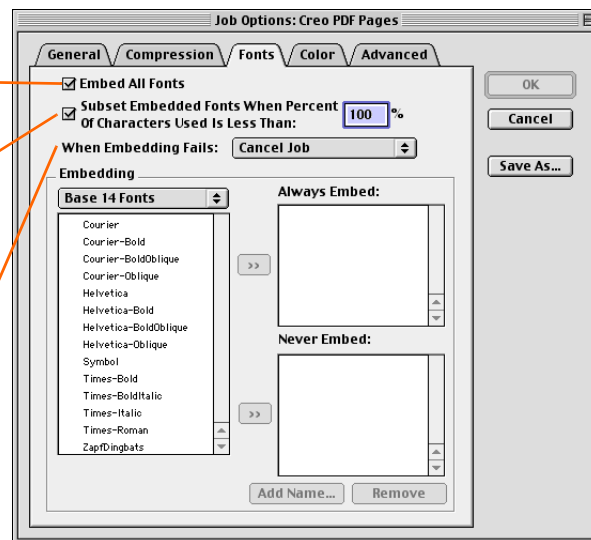 Job Options: Creo PDF Pages
General Compression Fonts Color Advanced
Embed All Fonts
Subset Embedded Fonts When Percent
Of Characters Used Is Less Than: 100 %
When Embedding Fails: Cancel Job
OK
Cancel
Save As...
Embedding
Base 14 Fonts
Courier
Courier-Bold
Courier-BoldOblique
Courier-Oblique
Helvetica
Helvetica-Bold
Helvetica-BoldOblique
Helvetica-Oblique
Symbol
Times-Bold
Times-BoldItalic
Times-Italic
Times-Roman
ZapfDingbats
>>
>>
Always Embed:
Never Embed:
Add Name... Remove